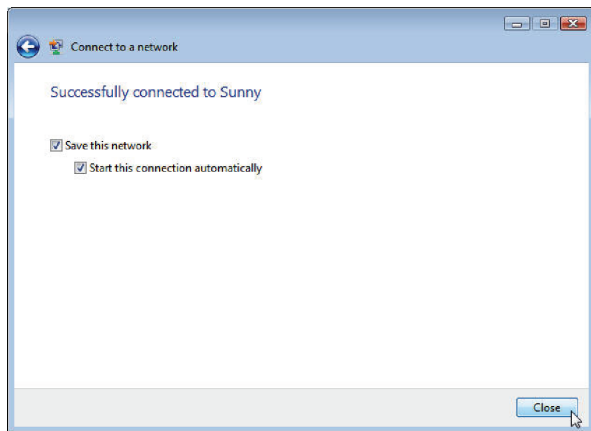 Connect to a network
Successfully connected to Sunny
Save this network
Start this connection automatically
Close